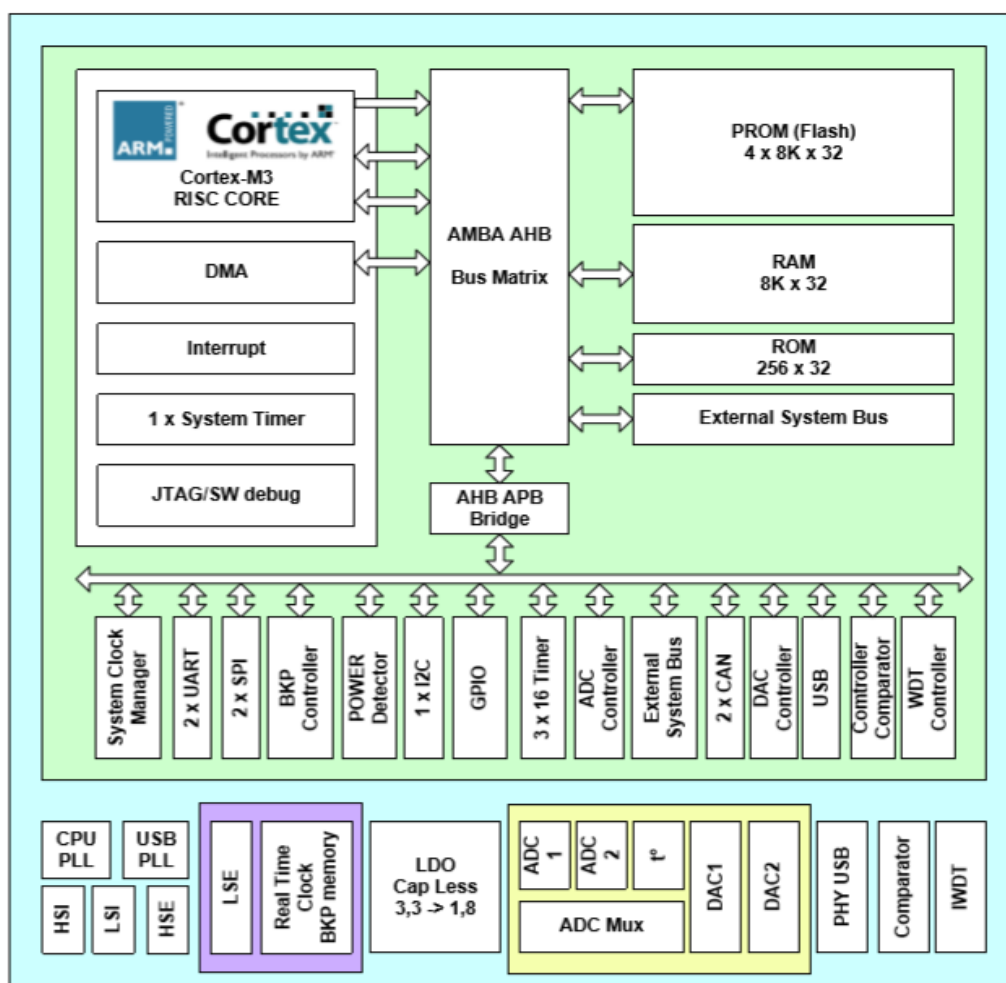 ARM
POWERED
Cortex
Intelligent Processors by ARM
Cortex-M3
RISC CORE
DMA
Interrupt
1 x System Timer
JTAG/SW debug
AMBA AHB
Bus Matrix
AHB APB
Bridge
PROM (Flash)
4 x 8K x 32
RAM
8K x 32
ROM
256 x 32
External System Bus
System Clock
Manager
2 x UART
2 x SPI
BKP
Controller
POWER
Detector
1 x I2C
GPIO
3 x 16 Timer
ADC
Controller
External
System Bus
2 x CAN
DAC
Controller
USB
Comtroller
Comparator
WDT
Controller
CPU
PLL
USB
PLL
HSI
LSI
HSE
LSE
Real Time
Clock
BKP memory
LDO
Cap Less
3,3 -> 1,8
ADC
1
ADC
2
t°
ADC Mux
DAC1
DAC2
PHY USB
Comparator
IWDT